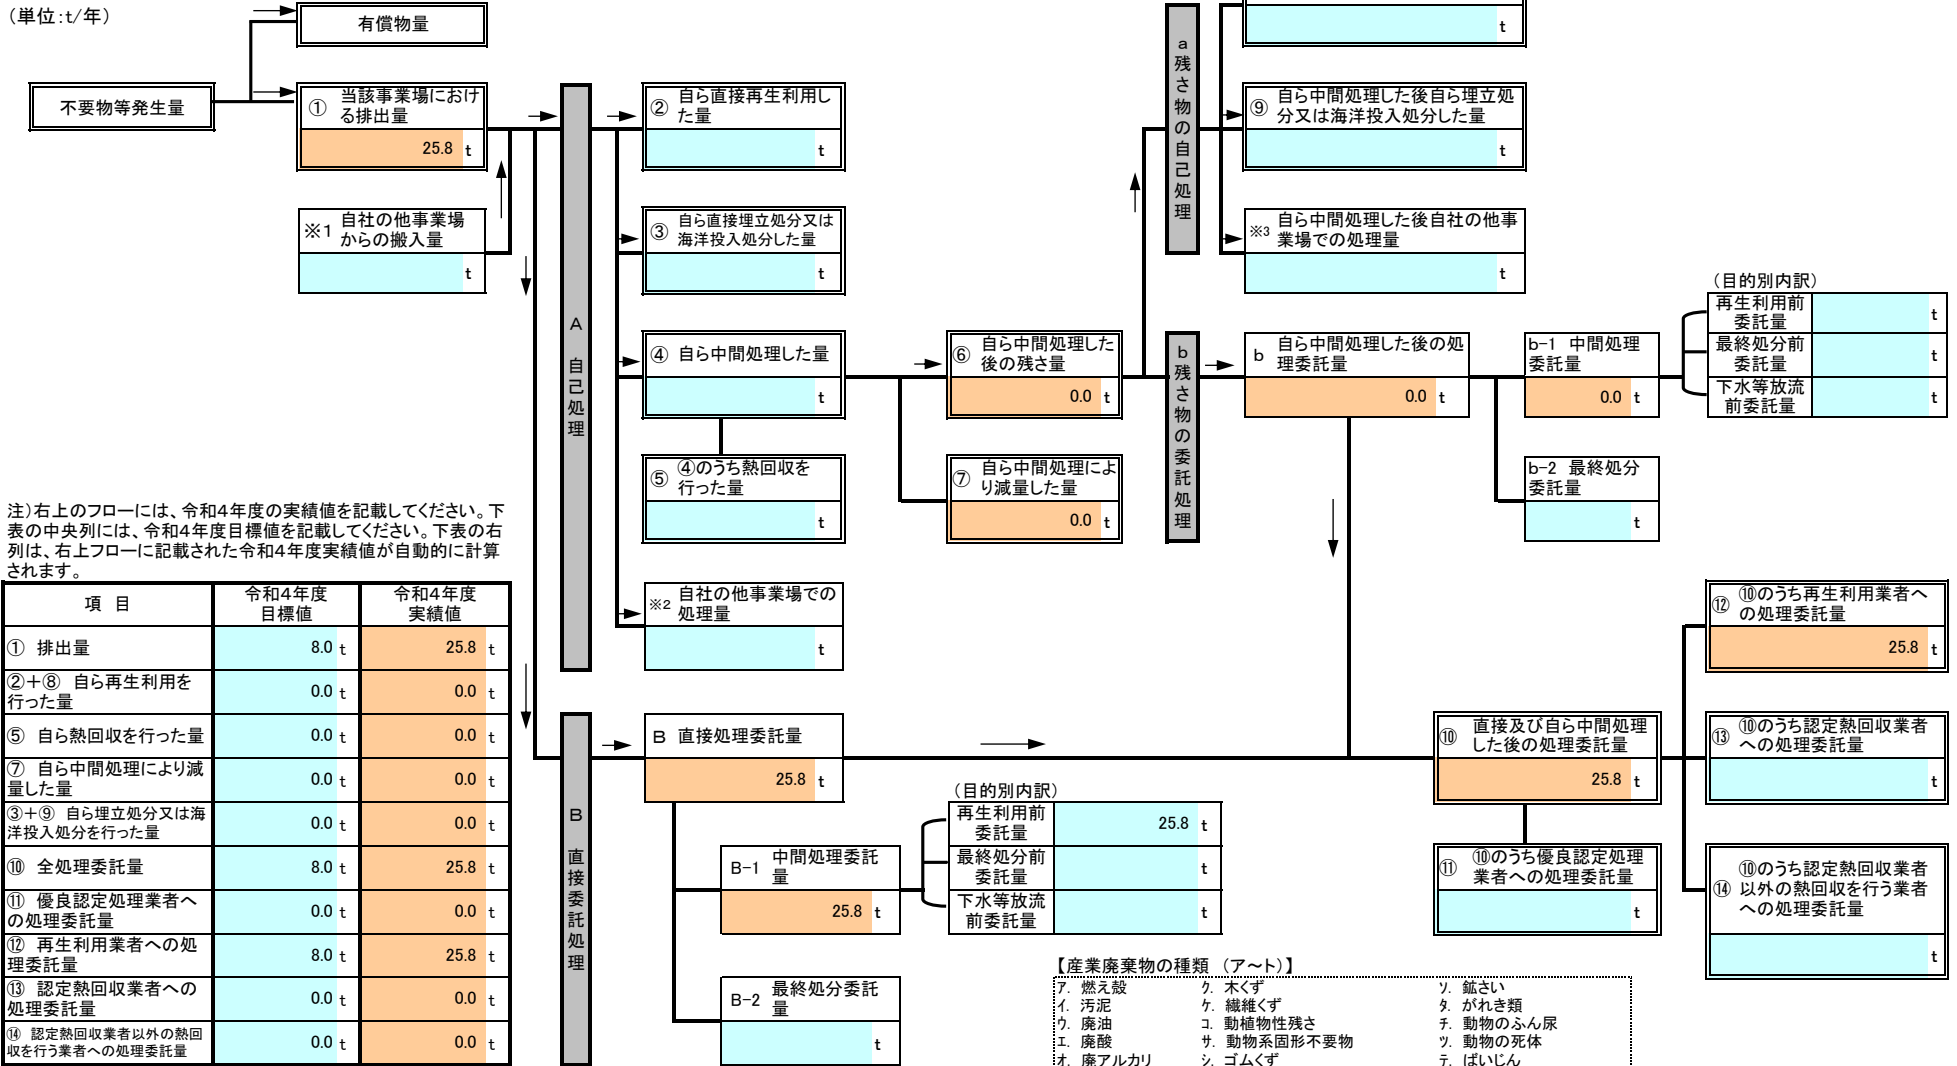 (単位:t/年)
有償物量
不要物等発生量
① 当該事業場におけ
る排出量
25.8 t
※1 自社の他事業場
からの搬入量
t
A 自己処理
② 自ら直接再生利用し
た量
t
③ 自ら直接埋立処分又は
海洋投入処分した量
t
④ 自ら中間処理した量
t
⑤ ④のうち熱回収を
行った量
t
※2 自社の他事業場での
処理量
t
⑥ 自ら中間処理した
後の残さ量
0.0 t
⑦ 自ら中間処理によ
り減量した量
0.0 t
a残さ物の自己処理
t
⑨ 自ら中間処理した後自ら埋立処
分又は海洋投入処分した量
t
※3 自ら中間処理した後自社の他事
業場での処理量
t
b残さ物の委託処理
b 自ら中間処理した後の処
理委託量
0.0 t
b-1 中間処理
委託量
0.0 t
b-2 最終処分
委託量
t
(目的別内訳)
再生利用前
委託量
t
最終処分前
委託量
t
下水等放流
前委託量
t
注)右上のフローには、令和4年度の実績値を記載してください。下
表の中央列には、令和4年度目標値を記載してください。下表の右
列は、右上フローに記載された令和4年度実績値が自動的に計算
されます。
項 目
令和4年度
目標値
令和4年度
実績値
① 排出量
8.0 t
25.8 t
②+⑧ 自ら再生利用を
行った量
0.0 t
0.0 t
⑤ 自ら熱回収を行った量
0.0 t
0.0 t
⑦ 自ら中間処理により減
量した量
0.0 t
0.0 t
③+⑨ 自ら埋立処分又は海
洋投入処分を行った量
0.0 t
0.0 t
⑩ 全処理委託量
8.0 t
25.8 t
⑪ 優良認定処理業者へ
の処理委託量
0.0 t
0.0 t
⑫ 再生利用業者への処
理委託量
8.0 t
25.8 t
⑬ 認定熱回収業者への
処理委託量
0.0 t
0.0 t
⑭ 認定熱回収業者以外の熱回
収を行う業者への処理委託量
0.0 t
0.0 t
B 直接委託処理
B 直接処理委託量
25.8 t
B-1 中間処理委託
量
25.8 t
B-2 最終処分委託
量
t
(目的別内訳)
再生利用前
委託量
25.8 t
最終処分前
委託量
t
下水等放流
前委託量
t
⑩ 直接及び自ら中間処理
した後の処理委託量
25.8 t
⑪ ⑩のうち優良認定処理
業者への処理委託量
t
⑫ ⑩のうち再生利用業者へ
の処理委託量
25.8 t
⑬ ⑩のうち認定熱回収業者
への処理委託量
t
⑭ ⑩のうち認定熱回収業者
以外の熱回収を行う業者
への処理委託量
t
【産業廃棄物の種類 (ア~ト)】
ア. 燃え殻 ク. 木くず ソ. 鉱さい
イ. 汚泥 ケ. 繊維くず タ. がれき類
ウ. 廃油 コ. 動植物性残さ チ. 動物のふん尿
エ. 廃酸 サ. 動物系固形不要物 ツ. 動物の死体
オ. 廃アルカリ シ. ゴムくず テ. ばいじん